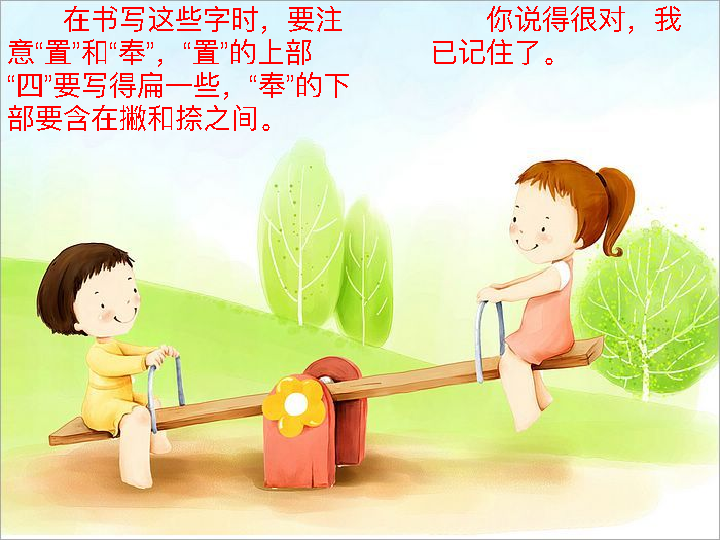 在书写这些字时，要注
意“置”和“奉”，“置”的上部
“四”要写得扁一些，“奉”的下
部要含在撇和捺之间。
你说得很对，我
已记住了。